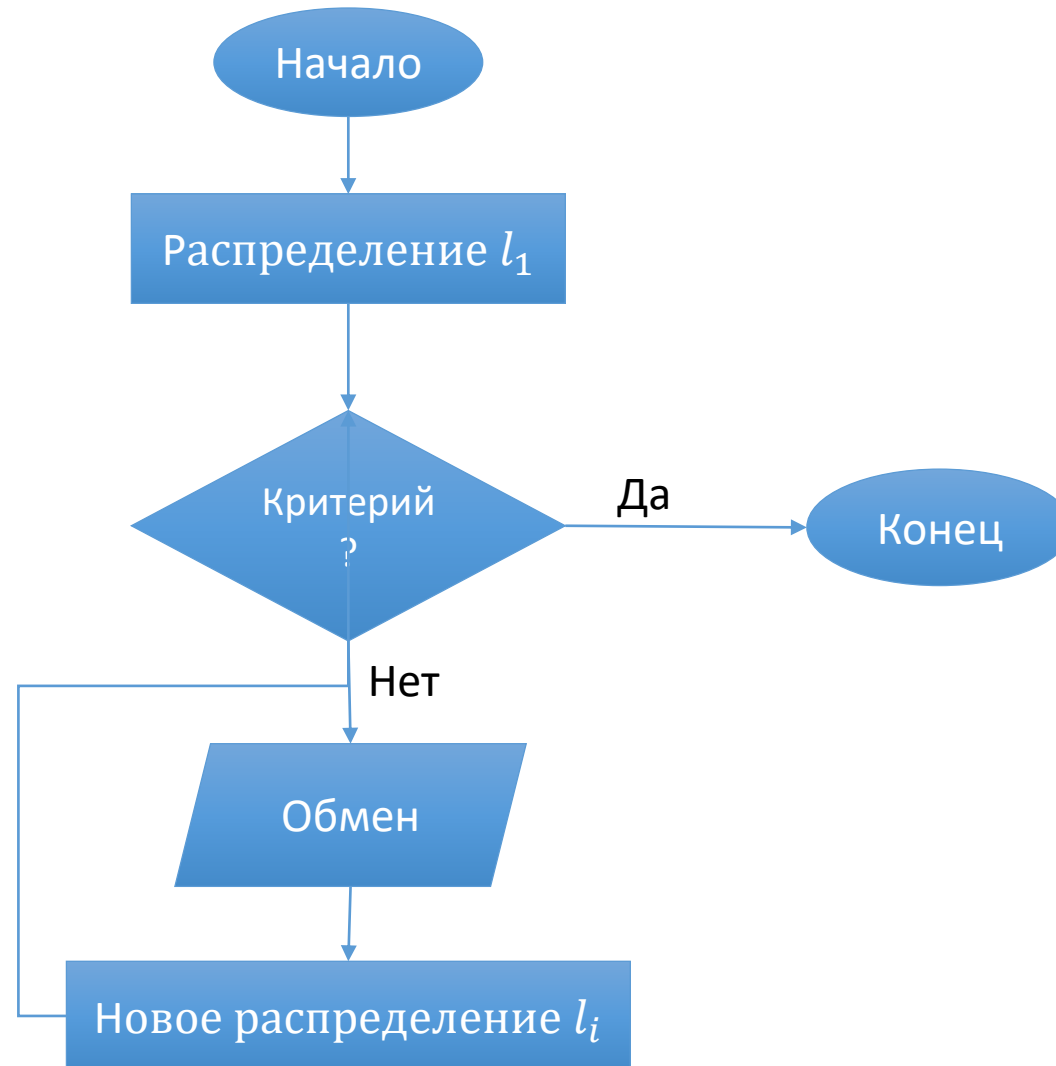 Начало
Распределение l₁
Критерий
?
Да
Конец
Нет
Обмен
Новое распределение lᵢ